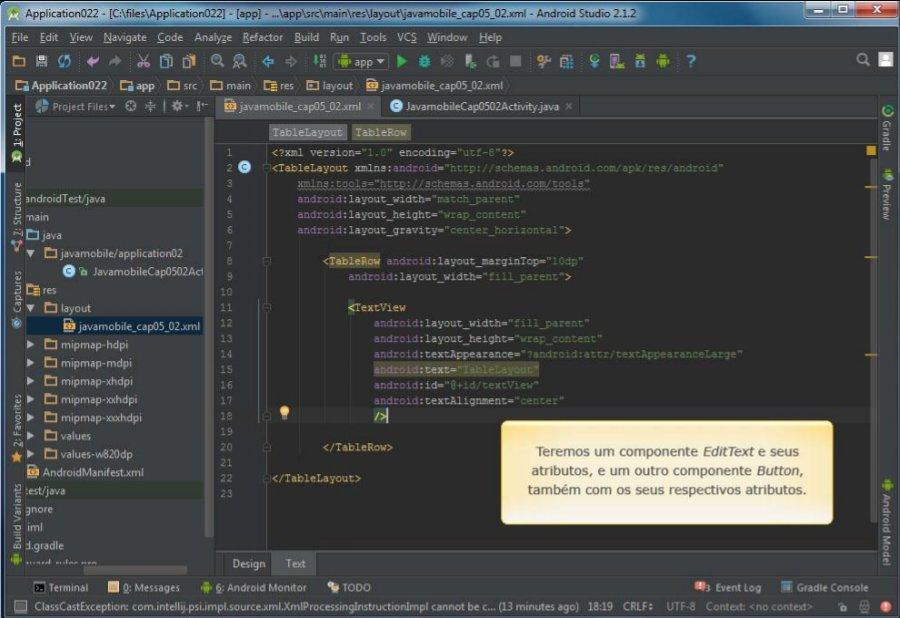 Application022 - [C:\files\Application022] - [app] - ...\app\src\main\res\layout\javamobile_cap05_02.xml - Android Studio 2.1.2
File Edit View Navigate Code Analyze Refactor Build Run Tools VCS Window Help
app
Application022 app src main res layout javamobile_cap05_02.xml
Project Files javamobile_cap05_02.xml JavamobileCap0502Activity.java
TableLayout TableRow
1: Project
7: Structure
Captures
2: Favorites
Build Variants
androidTest/java
main
java
javamobile/application02
JavamobileCap0502Act
res
layout
javamobile_cap05_02.xml
mipmap-hdpi
mipmap-mdpi
mipmap-xhdpi
mipmap-xxhdpi
mipmap-xxxhdpi
values
values-w820dp
AndroidManifest.xml
est/java
gnore
iml
d.gradle
1 <?xml version="1.0" encoding="utf-8"?>
2 <TableLayout xmlns:android="http://schemas.android.com/apk/res/android"
3 xmlns:tools="http://schemas.android.com/tools"
4 android:layout_width="match_parent"
5 android:layout_height="wrap_content"
6 android:layout_gravity="center_horizontal">
7
8 <TableRow android:layout_marginTop="10dp"
9 android:layout_width="fill_parent">
10
11 <TextView
12 android:layout_width="fill_parent"
13 android:layout_height="wrap_content"
14 android:textAppearance="?android:attr/textAppearanceLarge"
15 android:text="TableLayout"
16 android:id="@+id/textView"
17 android:textAlignment="center"
18 />
19
20 </TableRow>
21
22 </TableLayout>
23
Teremos um componente EditText e seus
atributos, e um outro componente Button,
também com os seus respectivos atributos.
Gradle
Preview
Android Model
Design Text
Terminal 0: Messages 6: Android Monitor TODO Event Log Gradle Console
ClassCastException: com.intellij.psi.impl.source.xml.XmlProcessingInstructionImpl cannot be c... (13 minutes ago) 18:19 CRLF UTF-8 Context: <no context>